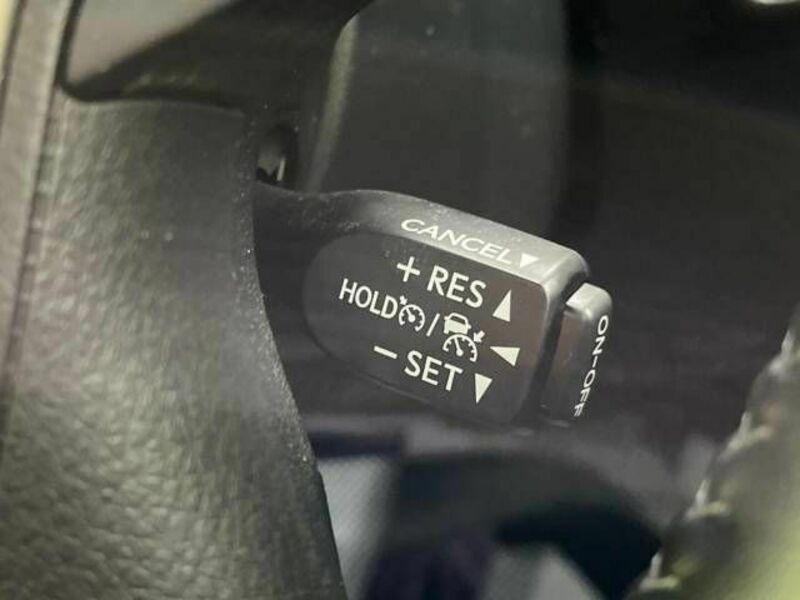 CANCEL▼
+ RES ▲
HOLD / ◀
− SET ▼
ON-OFF